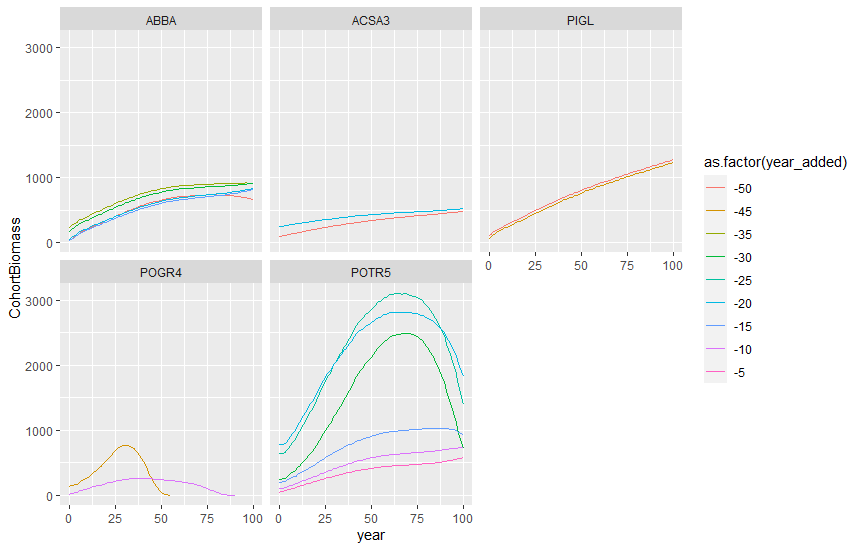 ABBA ACSA3 PIGL
3000
2000
1000
0
0 25 50 75 100
POGR4 POTR5
3000
2000
1000
0
0 25 50 75 100 0 25 50 75 100
year
CohortBiomass
as.factor(year_added)
-50
-45
-35
-30
-25
-20
-15
-10
-5